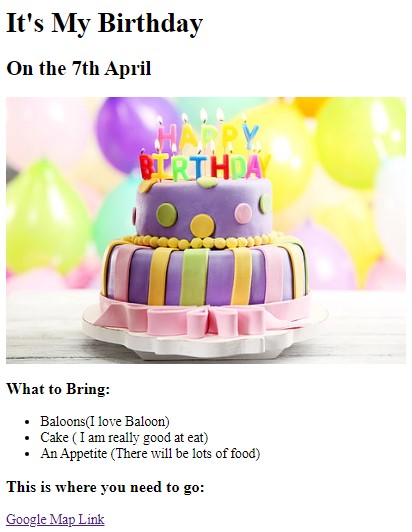 It's My Birthday
On the 7th April
HAPPY
BIRTHDAY
What to Bring:
Baloons(I love Baloon)
Cake ( I am really good at eat)
An Appetite (There will be lots of food)
This is where you need to go:
Google Map Link